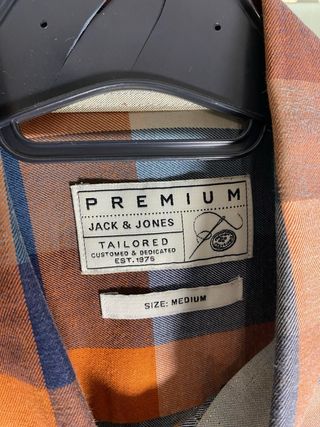 PREMIUM
JACK & JONES
TAILORED
CUSTOMED & DEDICATED
EST. 1975
SIZE: MEDIUM